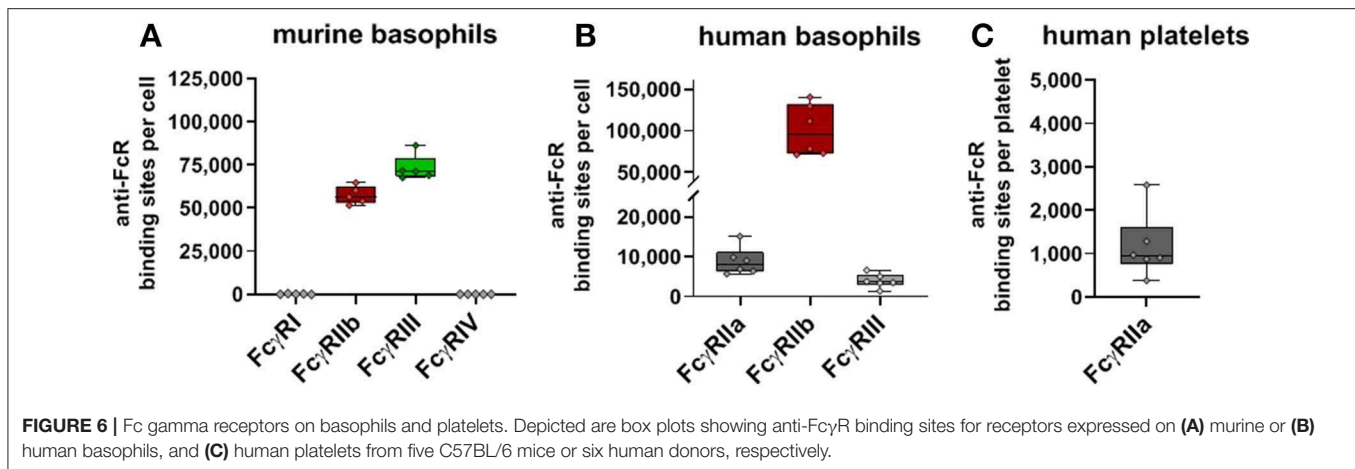 A murine basophils
anti-FcR
binding sites per cell
125,000
100,000
75,000
50,000
25,000
0
FcγRI
FcγRIIb
FcγRIII
FcγRIV
B human basophils
anti-FcR
binding sites per cell
150,000
100,000
50,000
20,000
10,000
0
FcγRIIa
FcγRIIb
FcγRIII
C human platelets
anti-FcR
binding sites per platelet
5,000
4,000
3,000
2,000
1,000
0
FcγRIIa
FIGURE 6 | Fc gamma receptors on basophils and platelets. Depicted are box plots showing anti-FcγR binding sites for receptors expressed on (A) murine or (B)
human basophils, and (C) human platelets from five C57BL/6 mice or six human donors, respectively.